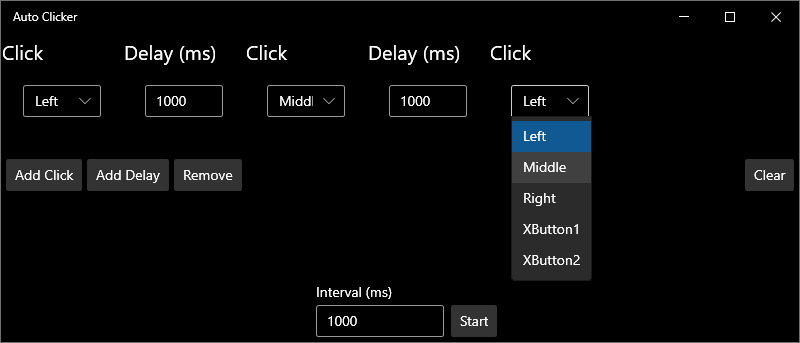 Auto Clicker
Click Delay (ms) Click Delay (ms) Click
Left 1000 Middl 1000 Left
Left
Middle
Add Click Add Delay Remove Clear
Right
XButton1
XButton2
Interval (ms)
1000 Start